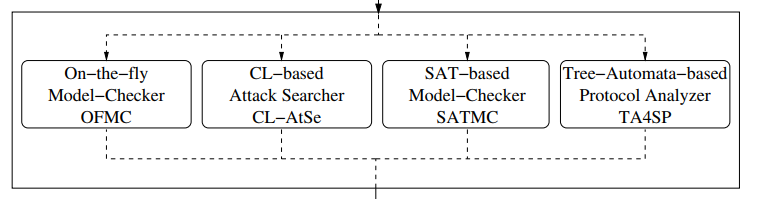 On−the−fly
Model−Checker
OFMC
CL−based
Attack Searcher
CL−AtSe
SAT−based
Model−Checker
SATMC
Tree−Automata−based
Protocol Analyzer
TA4SP